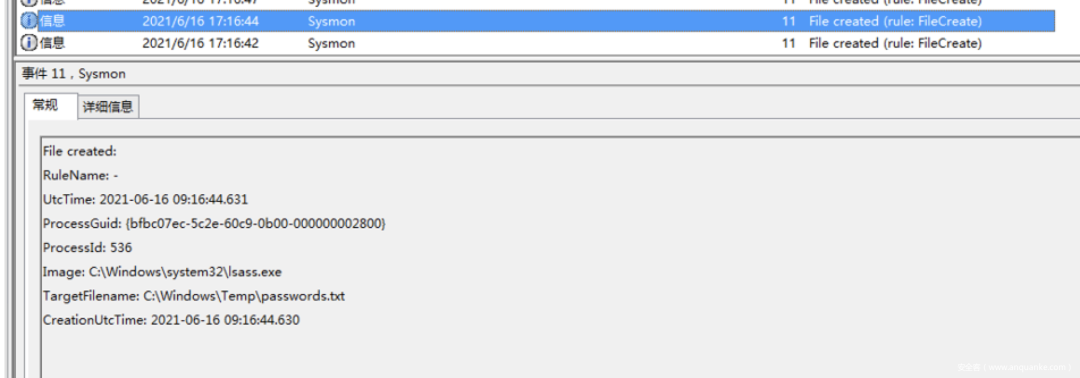 信息 2021/6/16 17:16:47 Sysmon 11 File created (rule: FileCreate)
信息 2021/6/16 17:16:44 Sysmon 11 File created (rule: FileCreate)
信息 2021/6/16 17:16:42 Sysmon 11 File created (rule: FileCreate)
事件 11，Sysmon
常规 详细信息
File created:
RuleName: -
UtcTime: 2021-06-16 09:16:44.631
ProcessGuid: {bfbc07ec-5c2e-60c9-0b00-000000002800}
ProcessId: 536
Image: C:\Windows\system32\lsass.exe
TargetFilename: C:\Windows\Temp\passwords.txt
CreationUtcTime: 2021-06-16 09:16:44.630